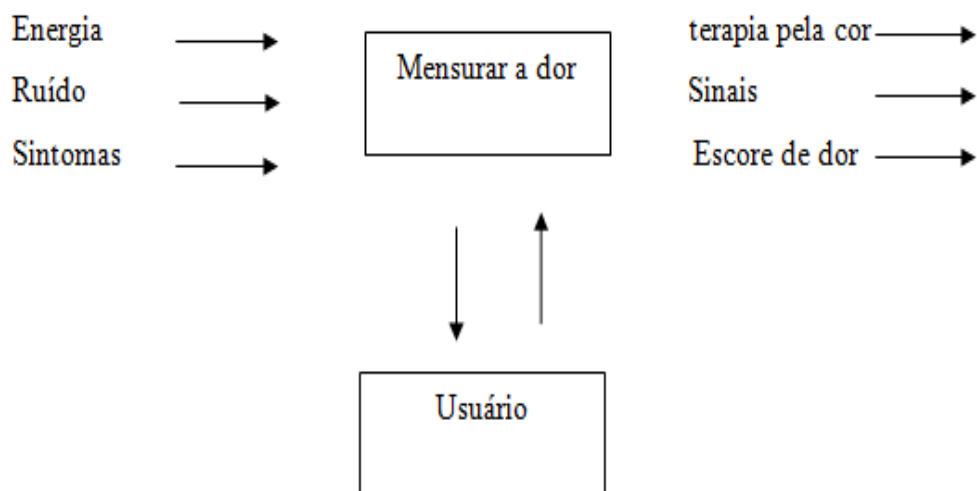 Energia
Ruído
Sintomas
Mensurar a dor
terapia pela cor
Sinais
Escore de dor
Usuário